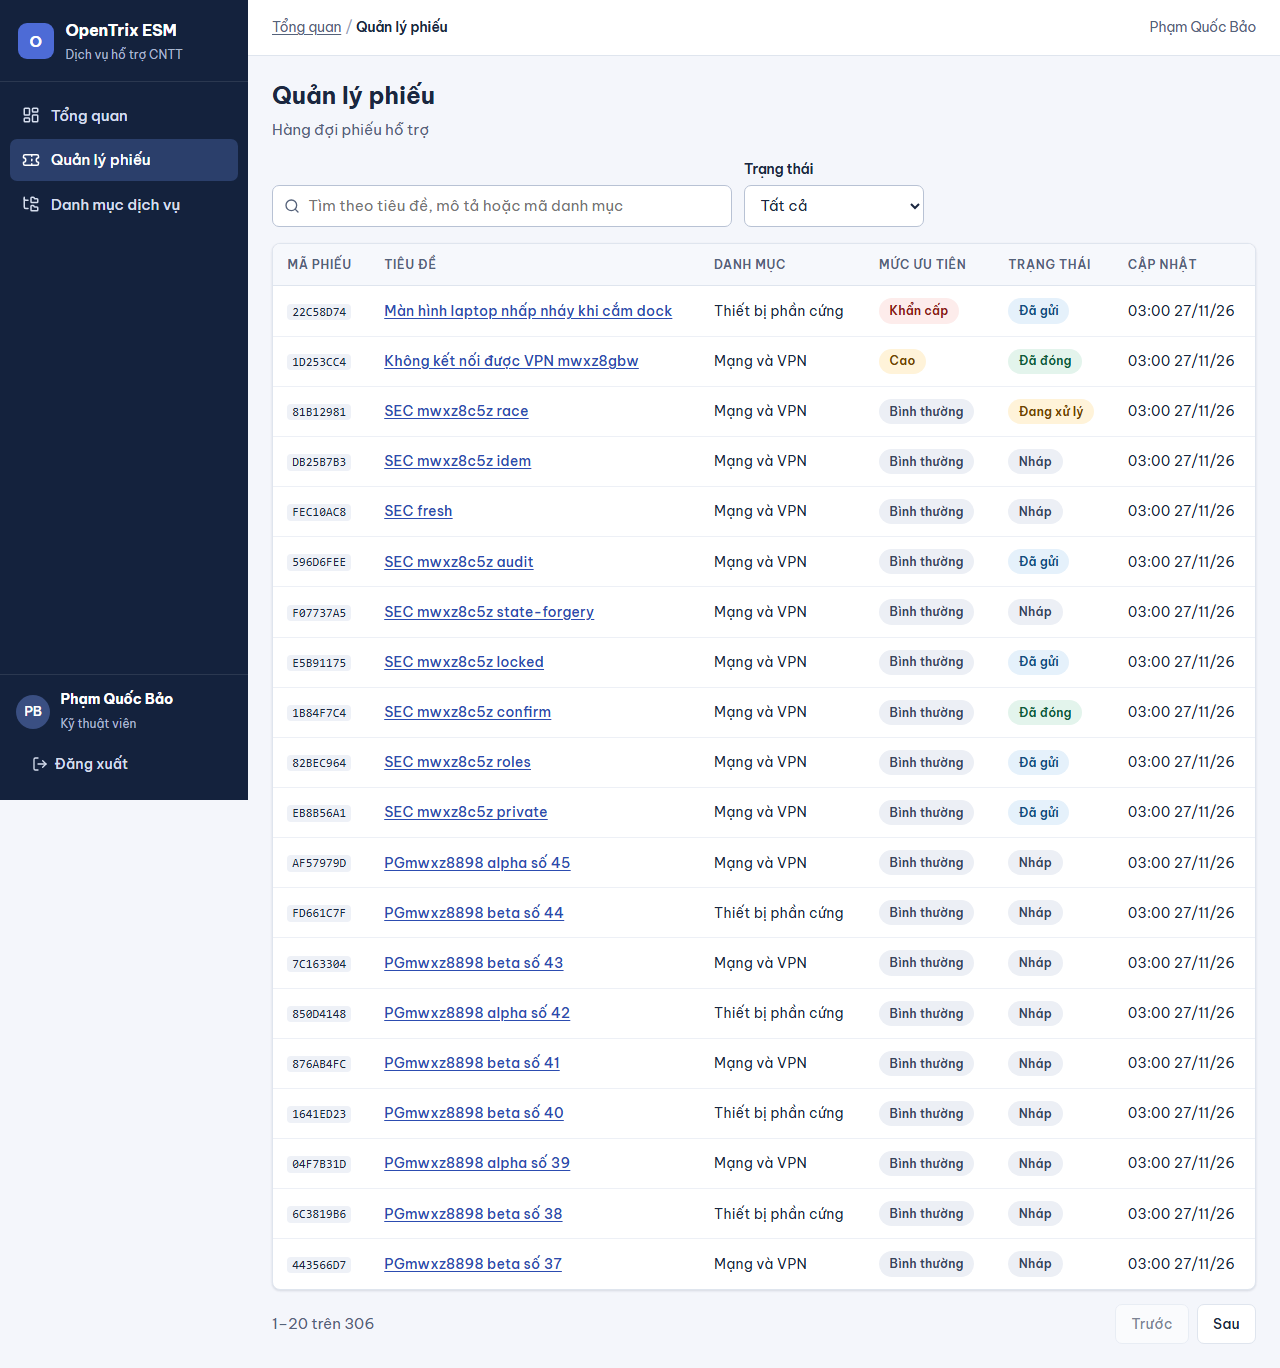 O
OpenTrix ESM
Dịch vụ hỗ trợ CNTT
Tổng quan
Quản lý phiếu
Danh mục dịch vụ
PB
Phạm Quốc Bảo
Kỹ thuật viên
Đăng xuất
Tổng quan / Quản lý phiếu
Phạm Quốc Bảo
Quản lý phiếu
Hàng đợi phiếu hỗ trợ
Trạng thái
Tìm theo tiêu đề, mô tả hoặc mã danh mục
Tất cả
MÃ PHIẾU TIÊU ĐỀ DANH MỤC MỨC ƯU TIÊN TRẠNG THÁI CẬP NHẬT
22C58D74 Màn hình laptop nhấp nháy khi cắm dock Thiết bị phần cứng Khẩn cấp Đã gửi 03:00 27/11/26
1D253CC4 Không kết nối được VPN mwxz8gbw Mạng và VPN Cao Đã đóng 03:00 27/11/26
81B12981 SEC mwxz8c5z race Mạng và VPN Bình thường Đang xử lý 03:00 27/11/26
DB25B7B3 SEC mwxz8c5z idem Mạng và VPN Bình thường Nháp 03:00 27/11/26
FEC10AC8 SEC fresh Mạng và VPN Bình thường Nháp 03:00 27/11/26
596D6FEE SEC mwxz8c5z audit Mạng và VPN Bình thường Đã gửi 03:00 27/11/26
F07737A5 SEC mwxz8c5z state-forgery Mạng và VPN Bình thường Nháp 03:00 27/11/26
E5B91175 SEC mwxz8c5z locked Mạng và VPN Bình thường Đã gửi 03:00 27/11/26
1B84F7C4 SEC mwxz8c5z confirm Mạng và VPN Bình thường Đã đóng 03:00 27/11/26
82BEC964 SEC mwxz8c5z roles Mạng và VPN Bình thường Đã gửi 03:00 27/11/26
EB8B56A1 SEC mwxz8c5z private Mạng và VPN Bình thường Đã gửi 03:00 27/11/26
AF57979D PGmwxz8898 alpha số 45 Mạng và VPN Bình thường Nháp 03:00 27/11/26
FD661C7F PGmwxz8898 beta số 44 Thiết bị phần cứng Bình thường Nháp 03:00 27/11/26
7C163304 PGmwxz8898 beta số 43 Mạng và VPN Bình thường Nháp 03:00 27/11/26
850D4148 PGmwxz8898 alpha số 42 Thiết bị phần cứng Bình thường Nháp 03:00 27/11/26
876AB4FC PGmwxz8898 beta số 41 Mạng và VPN Bình thường Nháp 03:00 27/11/26
1641ED23 PGmwxz8898 beta số 40 Thiết bị phần cứng Bình thường Nháp 03:00 27/11/26
04F7B31D PGmwxz8898 alpha số 39 Mạng và VPN Bình thường Nháp 03:00 27/11/26
6C3819B6 PGmwxz8898 beta số 38 Thiết bị phần cứng Bình thường Nháp 03:00 27/11/26
443566D7 PGmwxz8898 beta số 37 Mạng và VPN Bình thường Nháp 03:00 27/11/26
1–20 trên 306
Trước
Sau